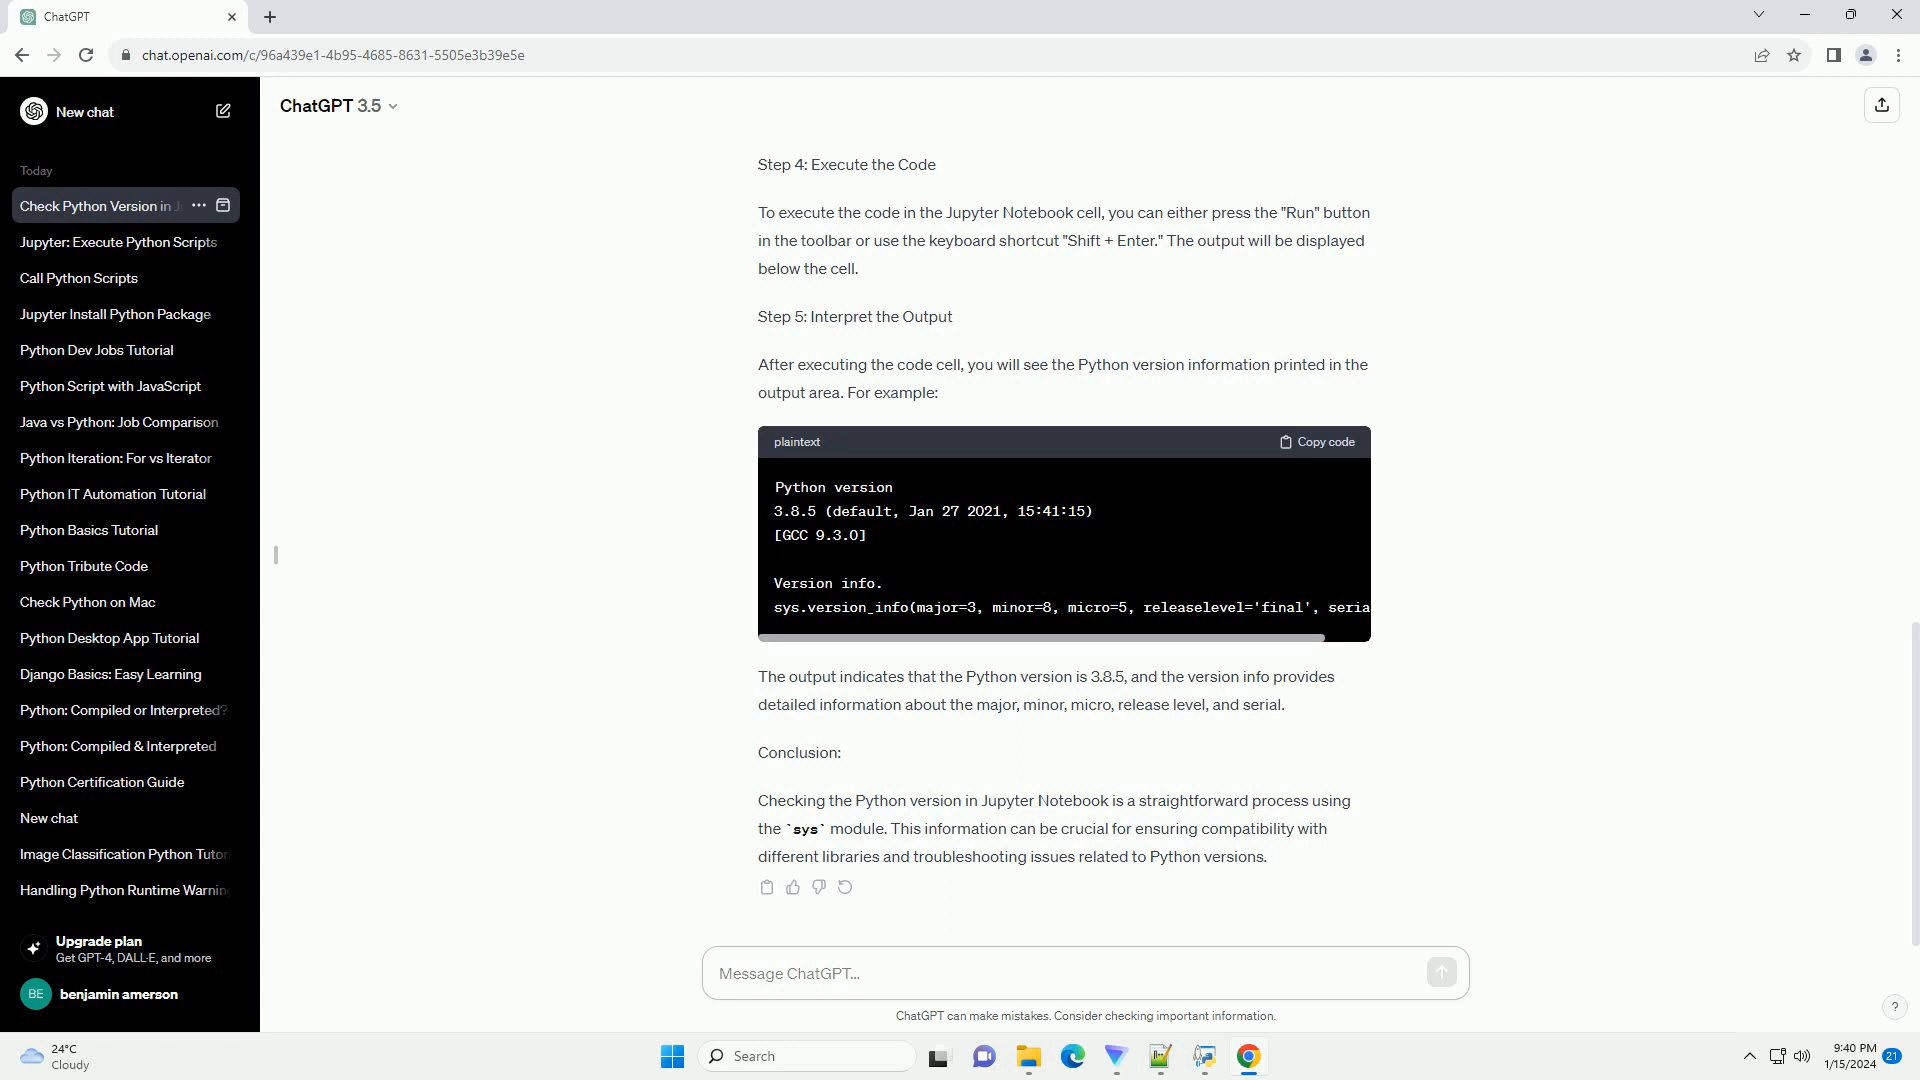 ChatGPT
chat.openai.com/c/96a439e1-4b95-4685-8631-5505e3b39e5e
New chat
ChatGPT 3.5
Today
Check Python Version in J
Jupyter: Execute Python Scripts
Call Python Scripts
Jupyter Install Python Package
Python Dev Jobs Tutorial
Python Script with JavaScript
Java vs Python: Job Comparison
Python Iteration: For vs Iterator
Python IT Automation Tutorial
Python Basics Tutorial
Python Tribute Code
Check Python on Mac
Python Desktop App Tutorial
Django Basics: Easy Learning
Python: Compiled or Interpreted?
Python: Compiled & Interpreted
Python Certification Guide
New chat
Image Classification Python Tutor
Handling Python Runtime Warnin
Upgrade plan
Get GPT-4, DALL·E, and more
BE
benjamin amerson
Step 4: Execute the Code
To execute the code in the Jupyter Notebook cell, you can either press the "Run" button
in the toolbar or use the keyboard shortcut "Shift + Enter." The output will be displayed
below the cell.
Step 5: Interpret the Output
After executing the code cell, you will see the Python version information printed in the
output area. For example:
plaintext
Copy code
Python version
3.8.5 (default, Jan 27 2021, 15:41:15)
[GCC 9.3.0]
Version info.
sys.version_info(major=3, minor=8, micro=5, releaselevel='final', seria
The output indicates that the Python version is 3.8.5, and the version info provides
detailed information about the major, minor, micro, release level, and serial.
Conclusion:
Checking the Python version in Jupyter Notebook is a straightforward process using
the `sys` module. This information can be crucial for ensuring compatibility with
different libraries and troubleshooting issues related to Python versions.
Message ChatGPT...
ChatGPT can make mistakes. Consider checking important information.
?
24°C
Cloudy
Search
9:40 PM
1/15/2024
21